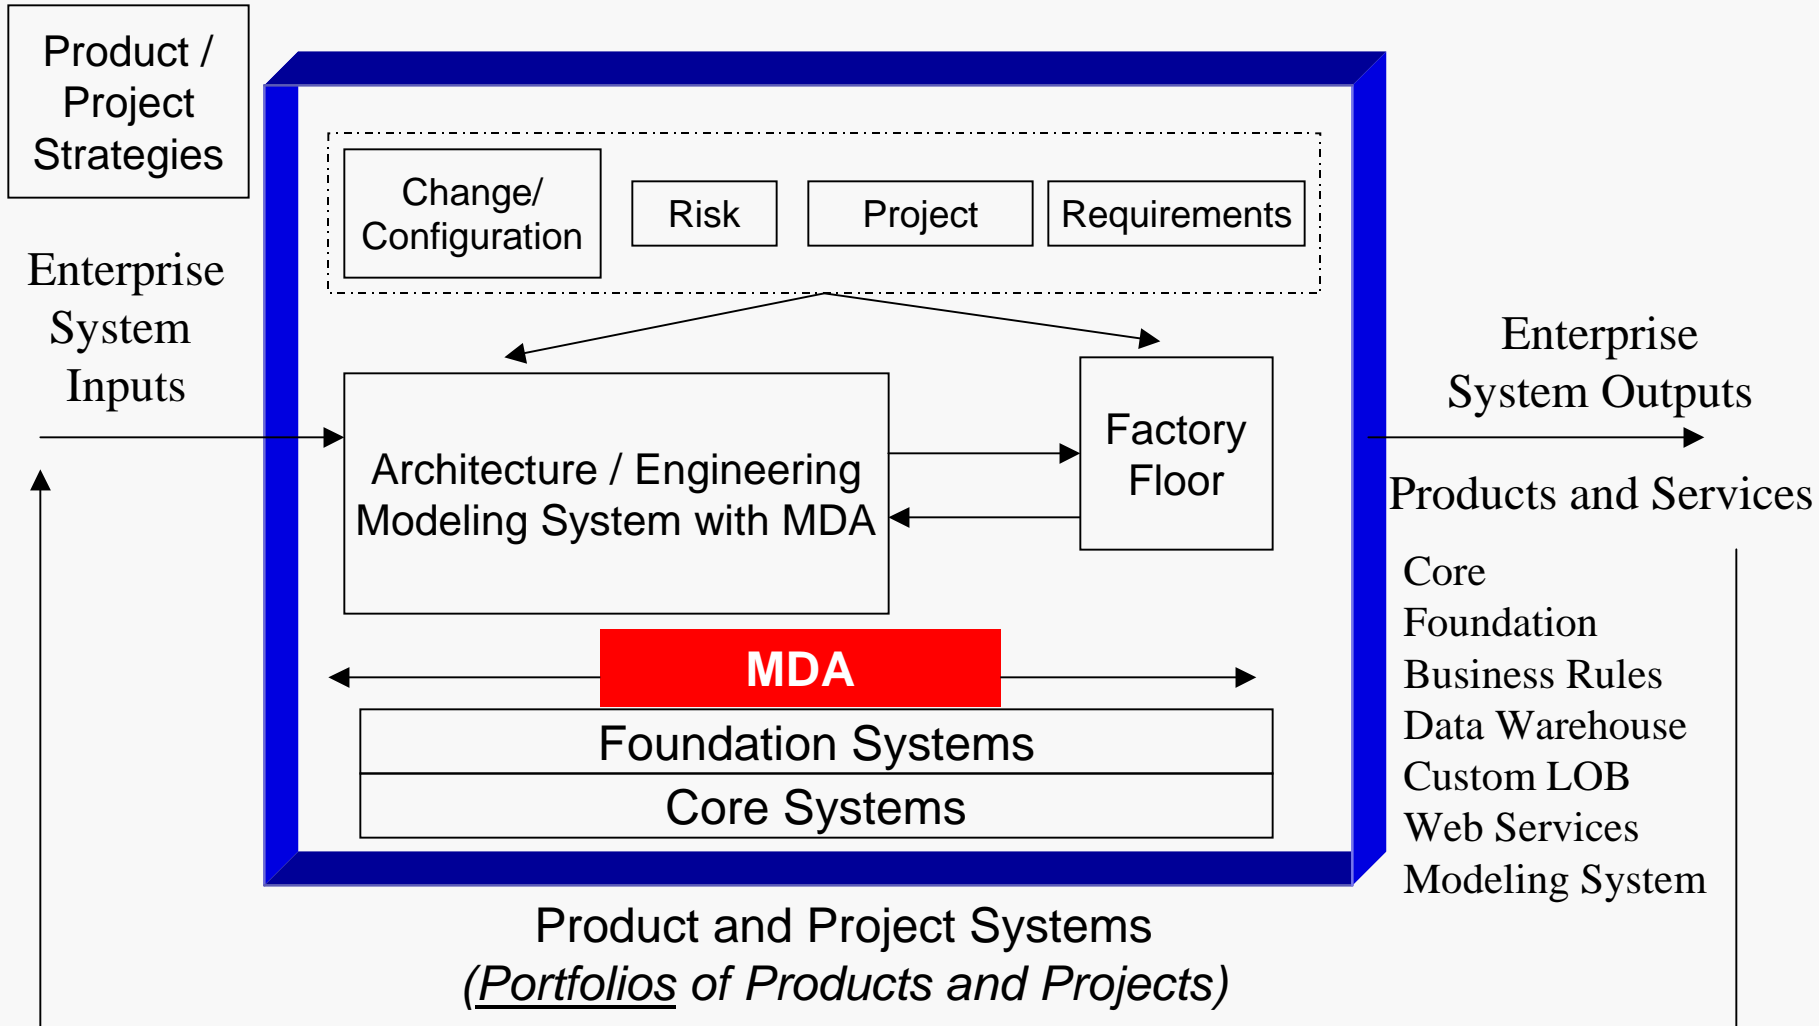 Product /
Project
Strategies
Change/
Configuration
Risk
Project
Requirements
Enterprise
System
Inputs
Enterprise
System Outputs
Architecture / Engineering
Modeling System with MDA
Factory
Floor
Products and Services
Core
Foundation
Business Rules
Data Warehouse
Custom LOB
Web Services
Modeling System
MDA
Foundation Systems
Core Systems
Product and Project Systems
(Portfolios of Products and Projects)